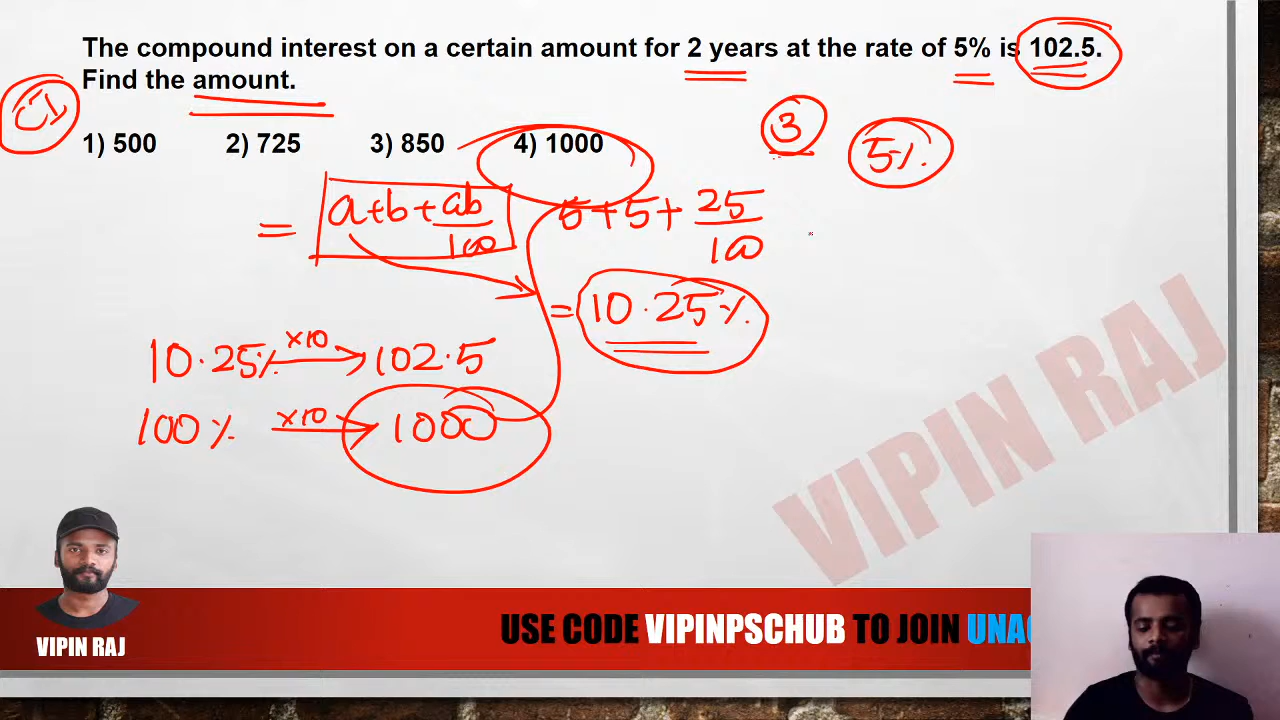 The compound interest on a certain amount for 2 years at the rate of 5% is 102.5.
Find the amount.
CI
1) 500 2) 725 3) 850 4) 1000
3
5%
= a+b+ab/100
5+5+25/100
= 10.25%
10.25% ×10 → 102.5
100% ×10 → 1000
VIPIN RAJ
VIPIN RAJ
USE CODE VIPINPSCHUB TO JOIN